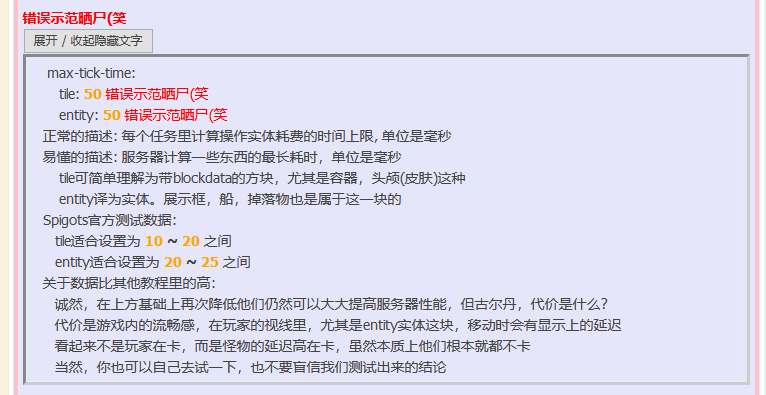 错误示范晒尸(笑
展开 / 收起隐藏文字
max-tick-time:
tile: 50 错误示范晒尸(笑
entity: 50 错误示范晒尸(笑
正常的描述: 每个任务里计算操作实体耗费的时间上限, 单位是毫秒
易懂的描述: 服务器计算一些东西的最长耗时，单位是毫秒
tile可简单理解为带blockdata的方块，尤其是容器，头颅(皮肤)这种
entity译为实体。展示框，船，掉落物也是属于这一块的
Spigots官方测试数据：
tile适合设置为 10 ~ 20 之间
entity适合设置为 20 ~ 25 之间
关于数据比其他教程里的高：
诚然，在上方基础上再次降低他们仍然可以大大提高服务器性能，但古尔丹，代价是什么?
代价是游戏内的流畅感，在玩家的视线里，尤其是entity实体这块，移动时会有显示上的延迟
看起来不是玩家在卡，而是怪物的延迟高在卡，虽然本质上他们根本就都不卡
当然，你也可以自己去试一下，也不要盲信我们测试出来的结论